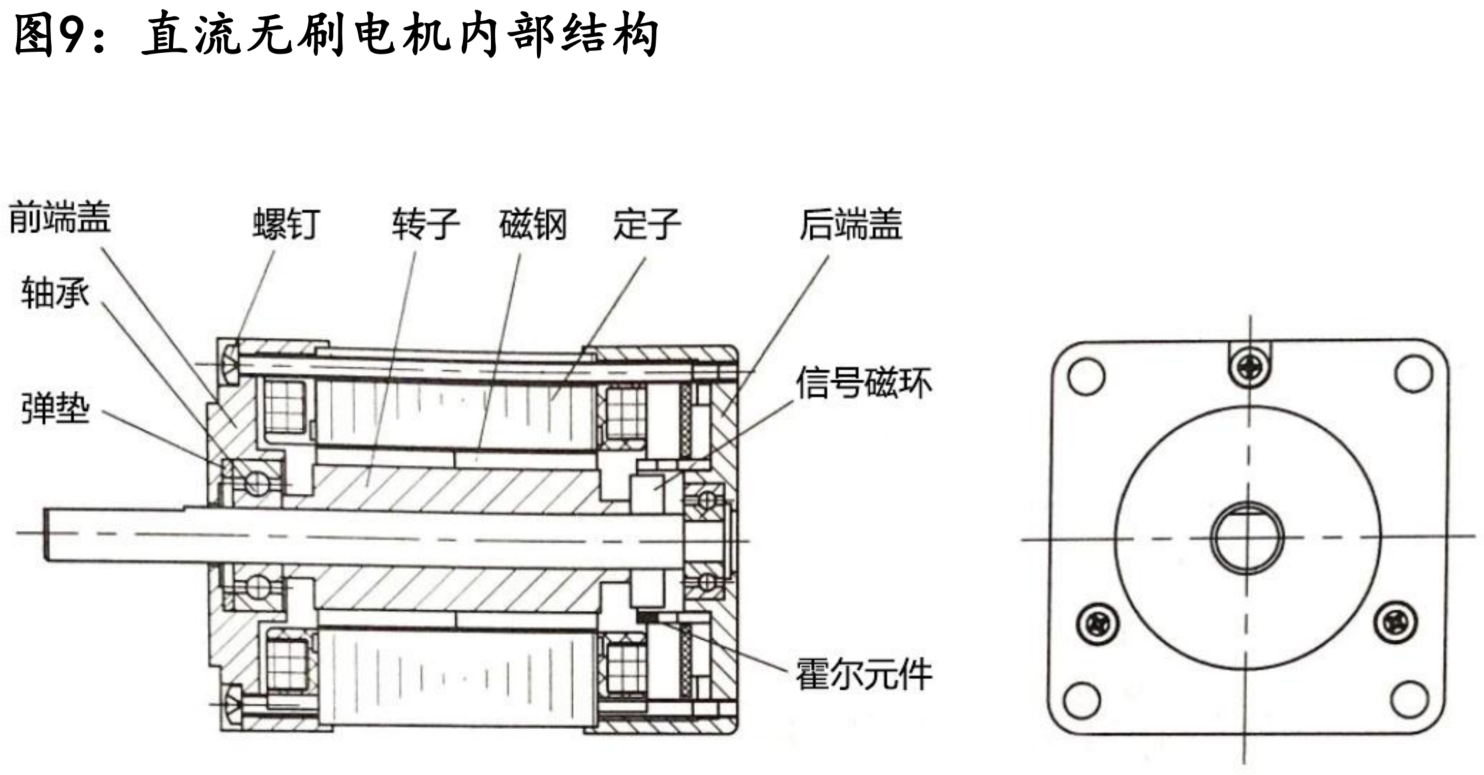 图9：直流无刷电机内部结构
前端盖
螺钉
转子
磁钢
定子
后端盖
轴承
信号磁环
弹垫
霍尔元件